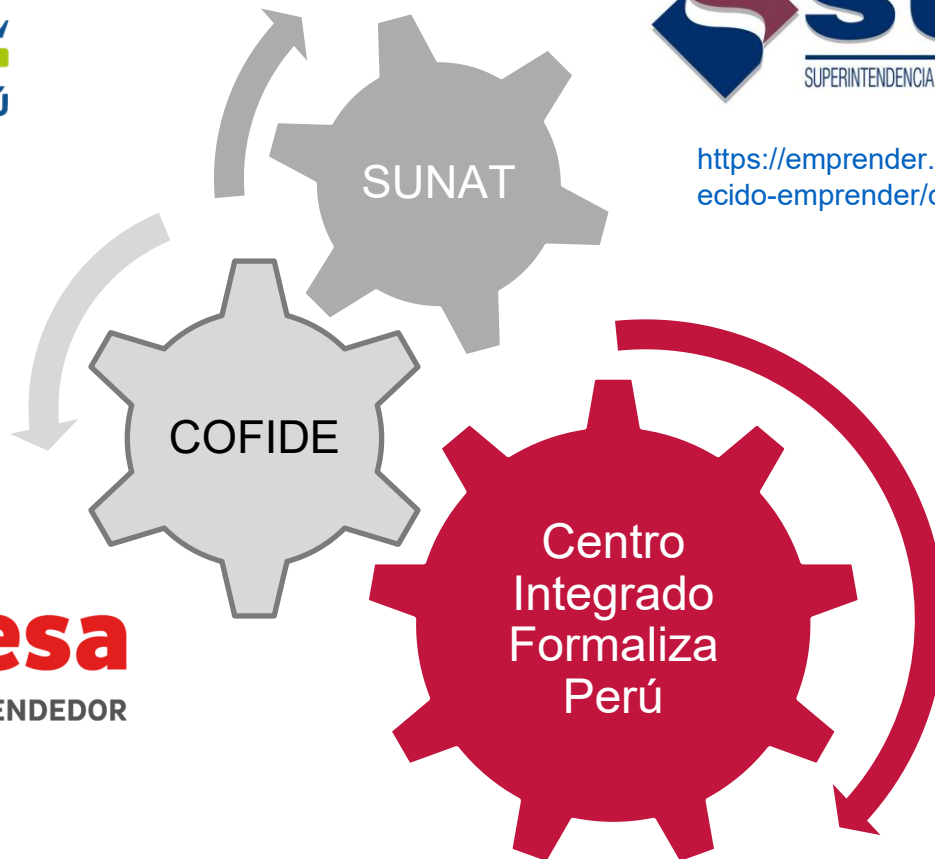 SUPERINTENDENCIA
https://emprender.
ecido-emprender/
SUNAT
COFIDE
Centro
Integrado
Formaliza
Perú
esa
ENDEDOR